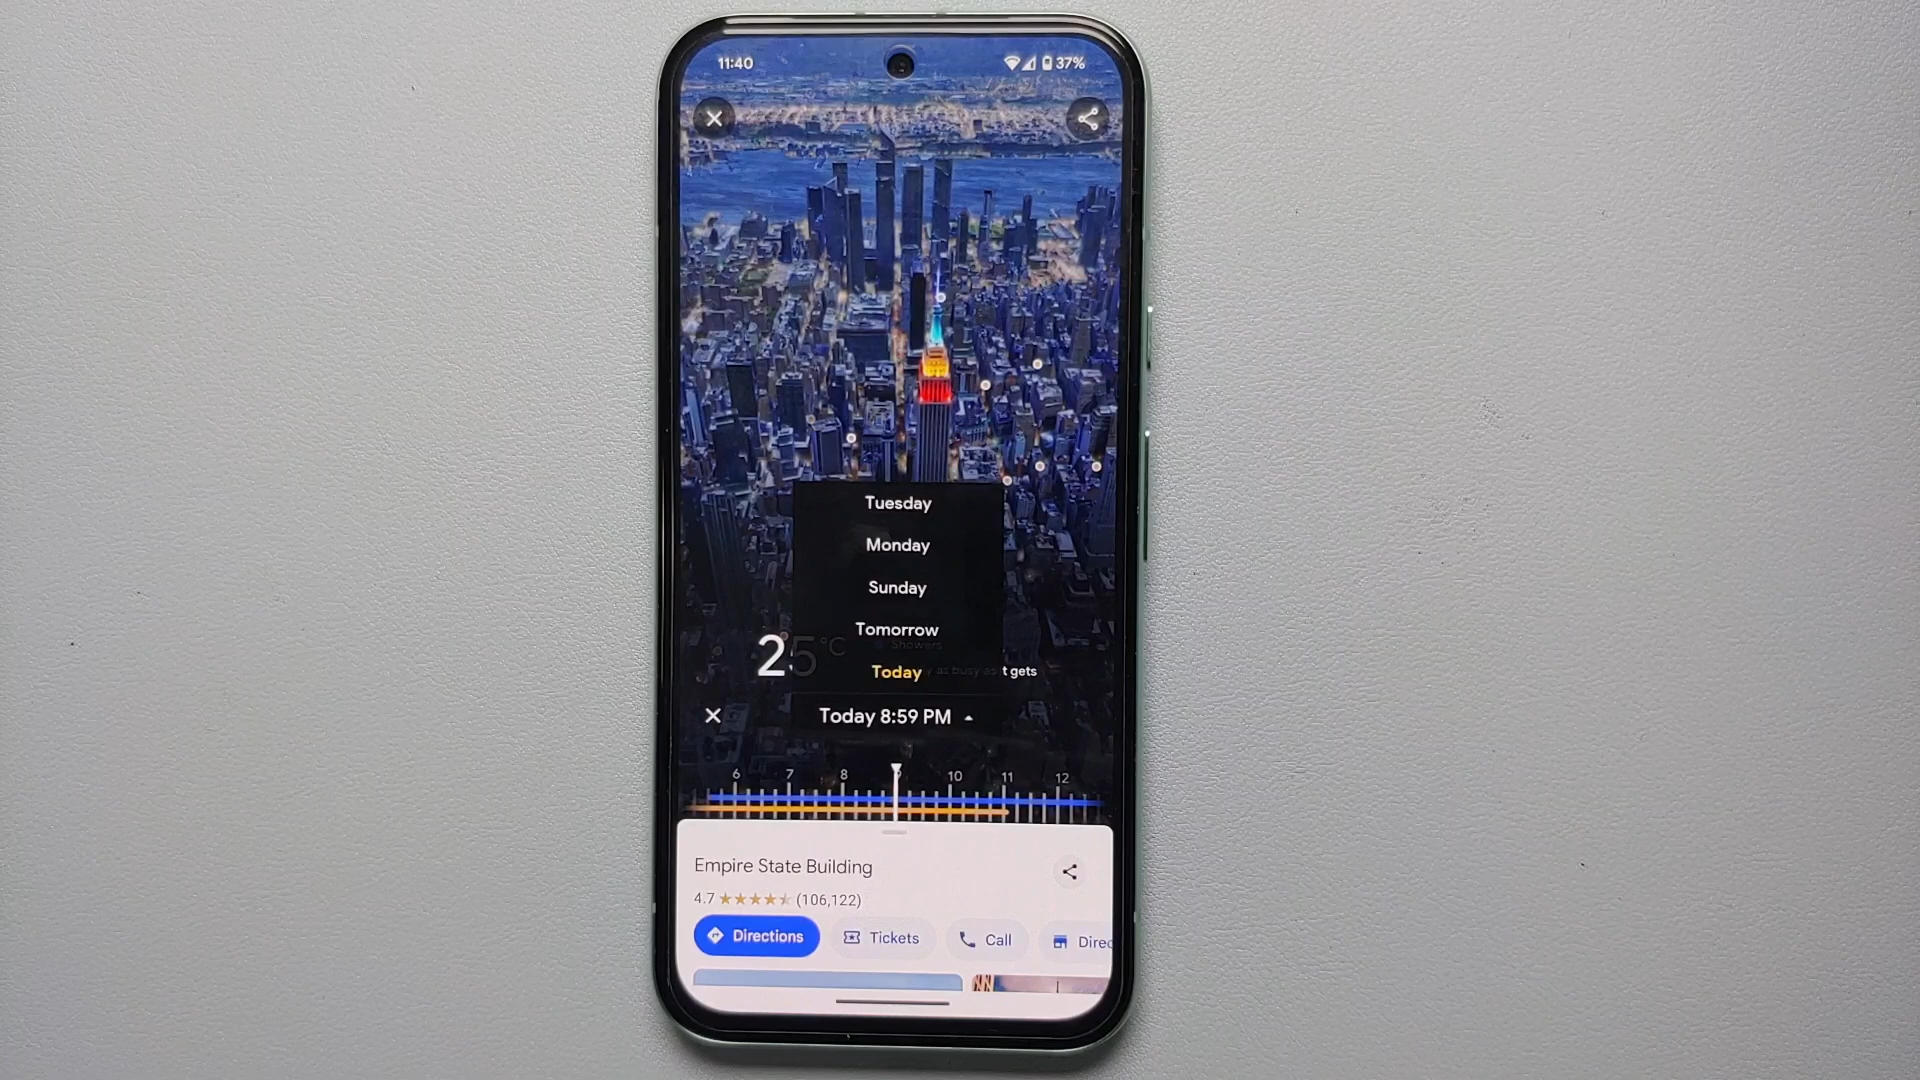 11:40
37%
Tuesday
Monday
Sunday
Tomorrow
25°C
Showers
Today y as busy as it gets
Today 8:59 PM
6 7 8 9 10 11 12
Empire State Building
4.7 (106,122)
Directions
Tickets
Call
Direc